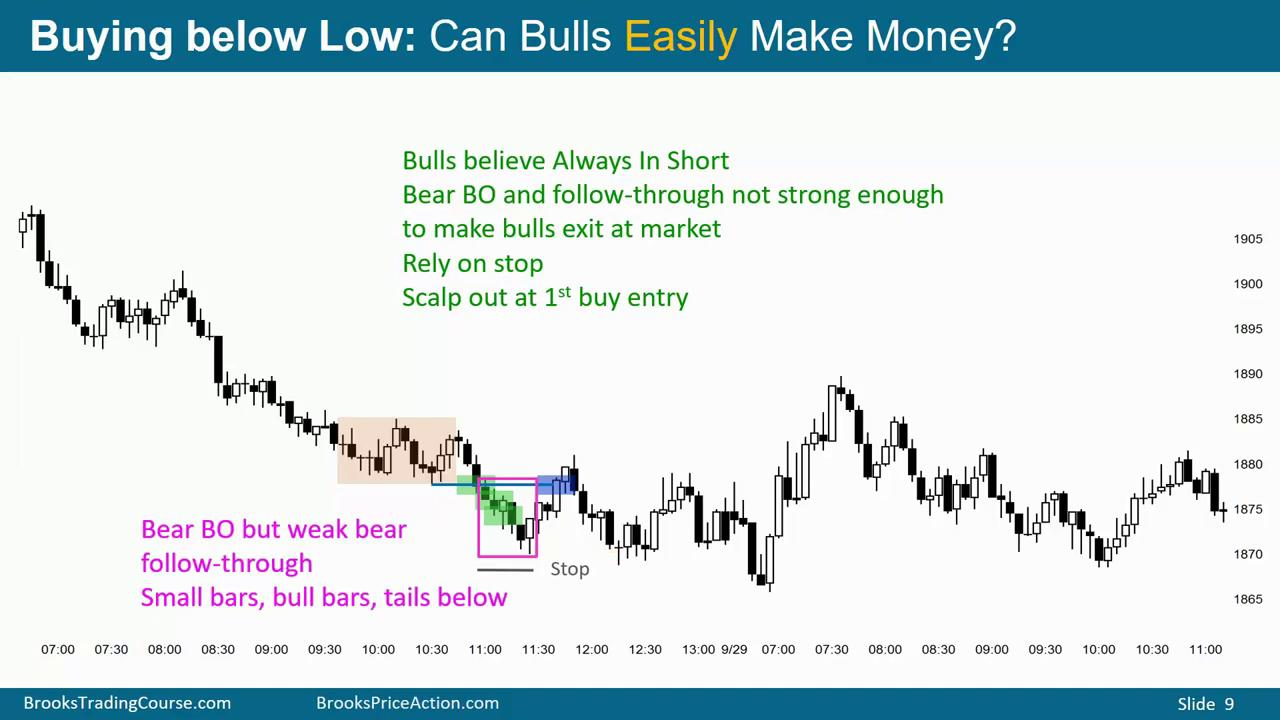 Buying below Low: Can Bulls Easily Make Money?
Bulls believe Always In Short
Bear BO and follow-through not strong enough
to make bulls exit at market
Rely on stop
Scalp out at 1st buy entry
1905
1900
1895
1890
1885
1880
1875
1870
1865
Bear BO but weak bear
follow-through
Small bars, bull bars, tails below
Stop
07:00 07:30 08:00 08:30 09:00 09:30 10:00 10:30 11:00 11:30 12:00 12:30 13:00 9/29 07:00 07:30 08:00 08:30 09:00 09:30 10:00 10:30 11:00
BrooksTradingCourse.com BrooksPriceAction.com Slide 9